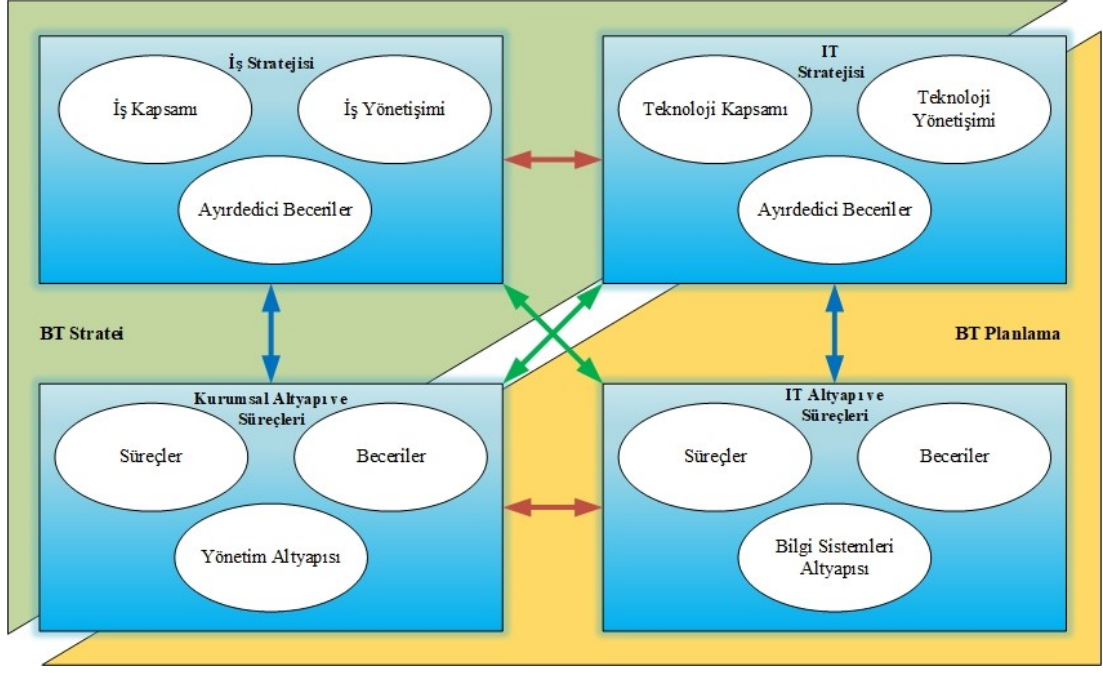 İş Stratejisi
İş Kapsamı
İş Yönetişimi
Ayırdedici Beceriler
IT
Stratejisi
Teknoloji Kapsamı
Teknoloji
Yönetişimi
Ayırdedici Beceriler
BT Stratei
BT Planlama
Kurumsal Altyapı ve
Süreçleri
Süreçler
Beceriler
Yönetim Altyapısı
IT Altyapı ve
Süreçleri
Süreçler
Beceriler
Bilgi Sistemleri
Altyapısı